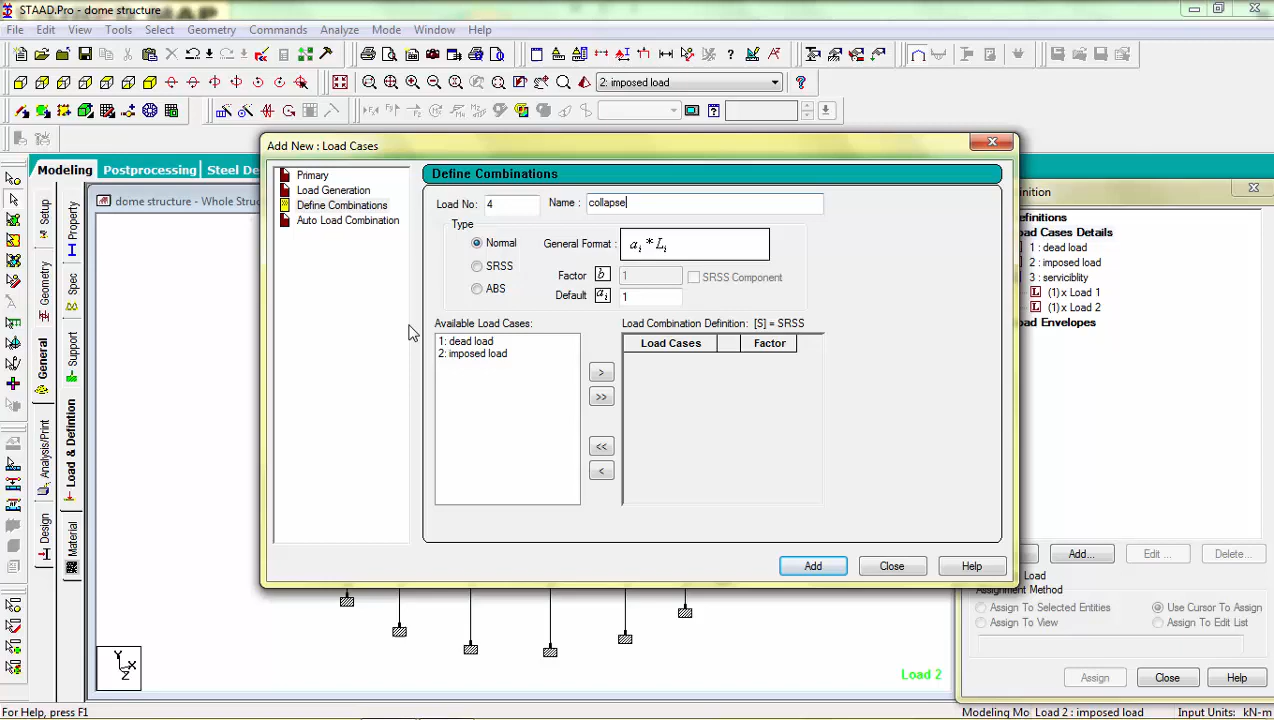 STAAD.Pro - dome structure
File Edit View Tools Select Geometry Commands Analyze Mode Window Help
2: imposed load
Modeling Postprocessing Steel De
dome structure - Whole Struc
Add New : Load Cases
Primary
Load Generation
Define Combinations
Auto Load Combination
Define Combinations
Load No: 4 Name : collapse
Type
Normal
SRSS
ABS
General Format : ai * Li
Factor b 1 SRSS Component
Default ai 1
Available Load Cases:
1: dead load
2: imposed load
Load Combination Definition: [S] = SRSS
Load Cases Factor
>
>>
<<
<
Add Close Help
Setup
Geometry
General
Analysis/Print
Design
Property
Spec
Support
Load & Definition
Material
inition
finitions
oad Cases Details
1 : dead load
2 : imposed load
3 : serviciblity
(1) x Load 1
(1) x Load 2
oad Envelopes
Add... Edit ... Delete...
Load
Assignment Method
Assign To Selected Entities Use Cursor To Assign
Assign To View Assign To Edit List
Assign Close Help
Y
X
Z
Load 2
For Help, press F1 Modeling Mo Load 2 : imposed load Input Units: kN-m